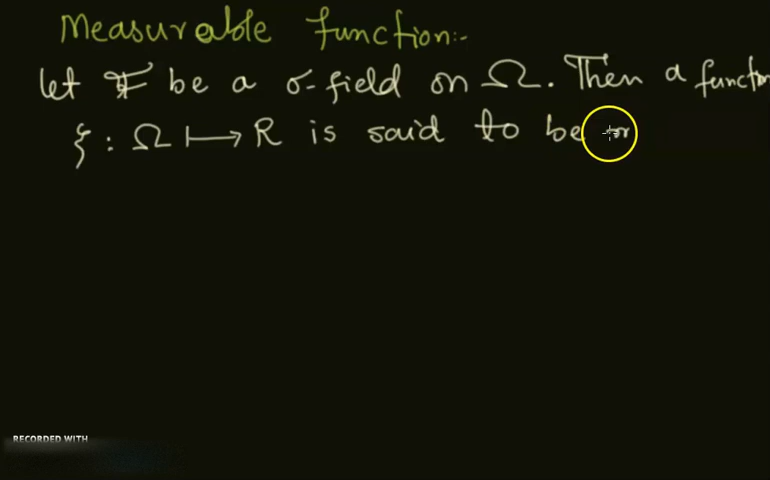 Measurable function:-
let F be a σ-field on Ω. Then a function
ξ : Ω ⟼ R is said to be
RECORDED WITH